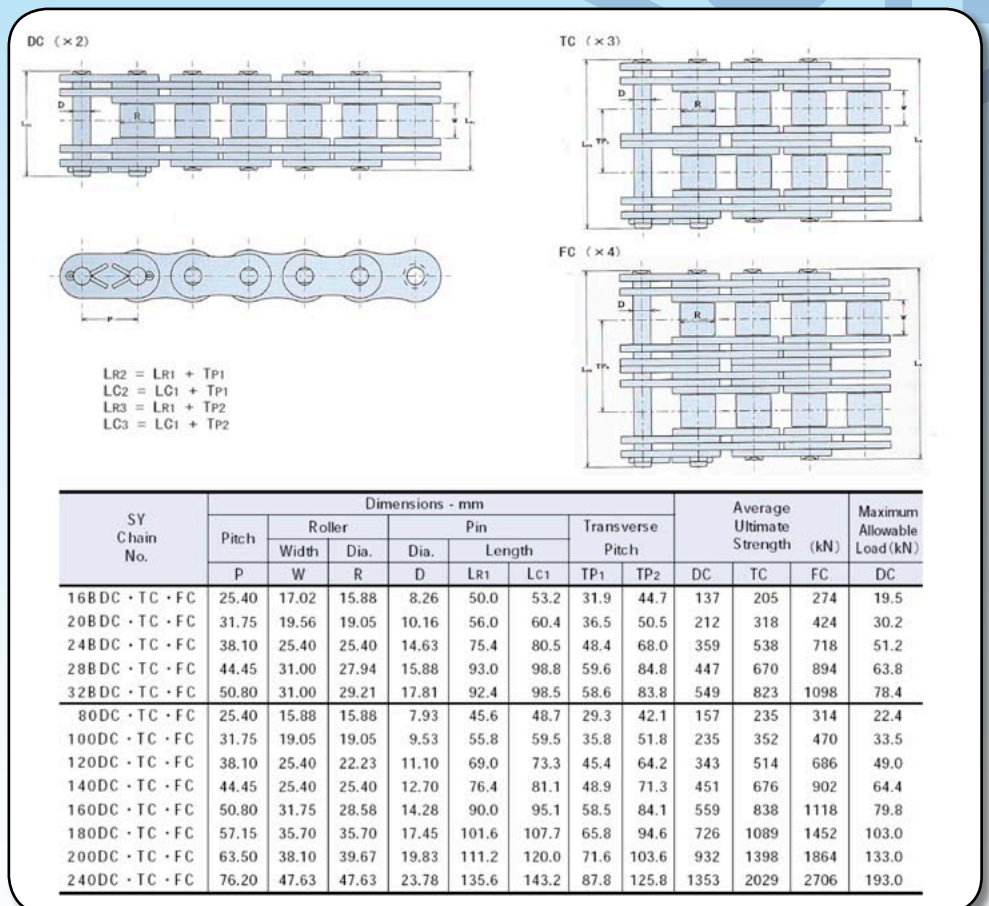 DC (×2)
TC (×3)
D
R
D
R
TP₁
FC (×4)
D
R
P
LR2 = LR1 + TP1
LC2 = LC1 + TP1
LR3 = LR1 + TP2
LC3 = LC1 + TP2
SY Chain No. Dimensions - mm Average Ultimate Strength (kN) Maximum Allowable Load (kN)
Pitch Roller Pin Transverse Pitch
Width Dia. Dia. Length
P W R D LR1 LC1 TP1 TP2 DC TC FC DC
16BDC・TC・FC 25.40 17.02 15.88 8.26 50.0 53.2 31.9 44.7 137 205 274 19.5
20BDC・TC・FC 31.75 19.56 19.05 10.16 56.0 60.4 36.5 50.5 212 318 424 30.2
24BDC・TC・FC 38.10 25.40 25.40 14.63 75.4 80.5 48.4 68.0 359 538 718 51.2
28BDC・TC・FC 44.45 31.00 27.94 15.88 93.0 98.8 59.6 84.8 447 670 894 63.8
32BDC・TC・FC 50.80 31.00 29.21 17.81 92.4 98.5 58.6 83.8 549 823 1098 78.4
80DC・TC・FC 25.40 15.88 15.88 7.93 45.6 48.7 29.3 42.1 157 235 314 22.4
100DC・TC・FC 31.75 19.05 19.05 9.53 55.8 59.5 35.8 51.8 235 352 470 33.5
120DC・TC・FC 38.10 25.40 22.23 11.10 69.0 73.3 45.4 64.2 343 514 686 49.0
140DC・TC・FC 44.45 25.40 25.40 12.70 76.4 81.1 48.9 71.3 451 676 902 64.4
160DC・TC・FC 50.80 31.75 28.58 14.28 90.0 95.1 58.5 84.1 559 838 1118 79.8
180DC・TC・FC 57.15 35.70 35.70 17.45 101.6 107.7 65.8 94.6 726 1089 1452 103.0
200DC・TC・FC 63.50 38.10 39.67 19.83 111.2 120.0 71.6 103.6 932 1398 1864 133.0
240DC・TC・FC 76.20 47.63 47.63 23.78 135.6 143.2 87.8 125.8 1353 2029 2706 193.0